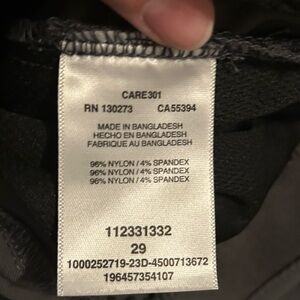 CARE301
RN 130273 CA55394
MADE IN BANGLADESH
HECHO EN BANGLADESH
FABRIQUE AU BANGLADESH
96% NYLON / 4% SPANDEX
96% NYLON / 4% SPANDEX
96% NYLON / 4% SPANDEX
112331332
29
1000252719-23D-4500713672
196457354107